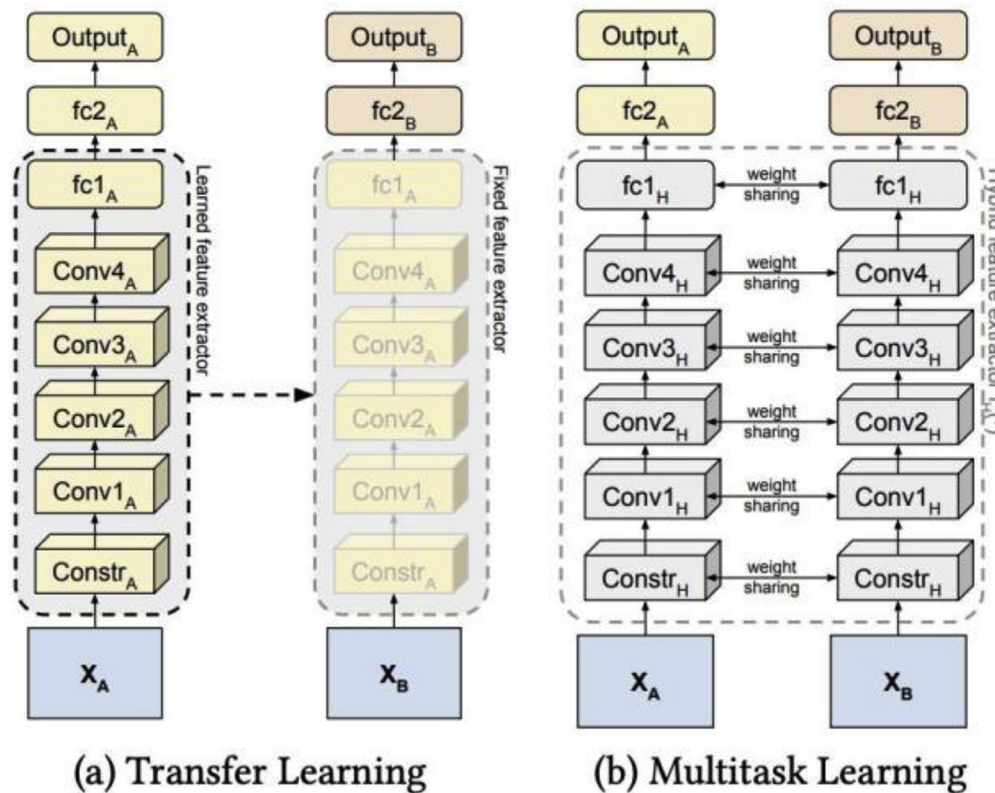 Output_A
fc2_A
fc1_A
Conv4_A
Conv3_A
Conv2_A
Conv1_A
Constr_A
X_A
Learned feature extractor
Output_B
fc2_B
fc1_A
Conv4_A
Conv3_A
Conv2_A
Conv1_A
Constr_A
X_B
Fixed feature extractor
(a) Transfer Learning
Output_A
Output_B
fc2_A
fc2_B
fc1_H
weight
sharing
fc1_H
Conv4_H
weight
sharing
Conv4_H
Conv3_H
weight
sharing
Conv3_H
Conv2_H
weight
sharing
Conv2_H
Conv1_H
weight
sharing
Conv1_H
Constr_H
weight
sharing
Constr_H
X_A
X_B
Hybrid feature extractor
(b) Multitask Learning